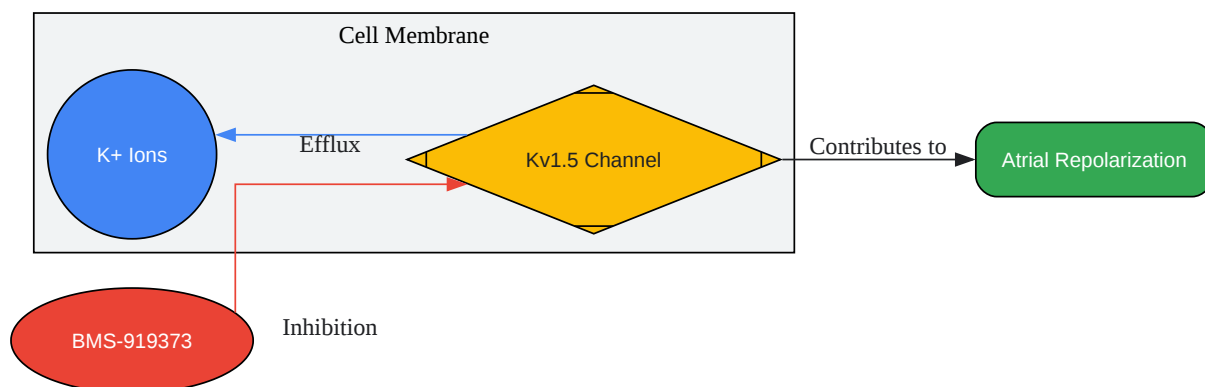 Cell Membrane
K+ Ions
Efflux
Kv1.5 Channel
Contributes to
Atrial Repolarization
BMS-919373
Inhibition